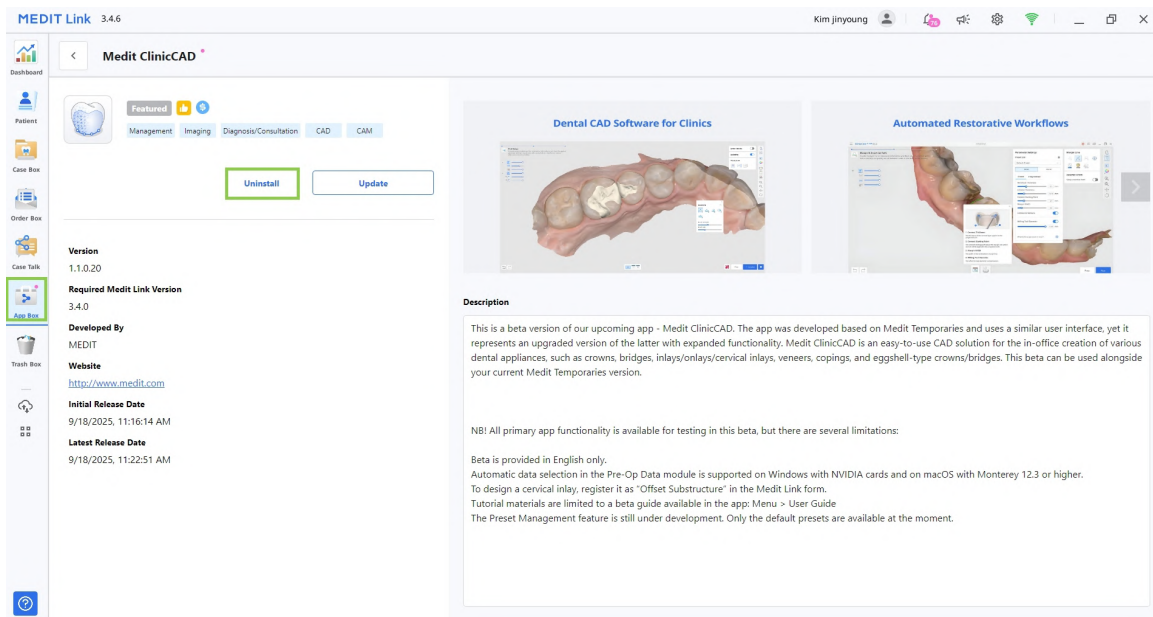 MEDIT Link 3.4.6
Kim jinyoung
76
Dashboard
Patient
Case Box
Order Box
Case Talk
App Box
Trash Box
Medit ClinicCAD
Featured
Management Imaging Diagnosis/Consultation CAD CAM
Uninstall Update
Version
1.1.0.20
Required Medit Link Version
3.4.0
Developed By
MEDIT
Website
http://www.medit.com
Initial Release Date
9/18/2025, 11:16:14 AM
Latest Release Date
9/18/2025, 11:22:51 AM
Dental CAD Software for Clinics
Automated Restorative Workflows
Description
This is a beta version of our upcoming app - Medit ClinicCAD. The app was developed based on Medit Temporaries and uses a similar user interface, yet it
represents an upgraded version of the latter with expanded functionality. Medit ClinicCAD is an easy-to-use CAD solution for the in-office creation of various
dental appliances, such as crowns, bridges, inlays/onlays/cervical inlays, veneers, copings, and eggshell-type crowns/bridges. This beta can be used alongside
your current Medit Temporaries version.
NB! All primary app functionality is available for testing in this beta, but there are several limitations:
Beta is provided in English only.
Automatic data selection in the Pre-Op Data module is supported on Windows with NVIDIA cards and on macOS with Monterey 12.3 or higher.
To design a cervical inlay, register it as "Offset Substructure" in the Medit Link form.
Tutorial materials are limited to a beta guide available in the app: Menu > User Guide
The Preset Management feature is still under development. Only the default presets are available at the moment.